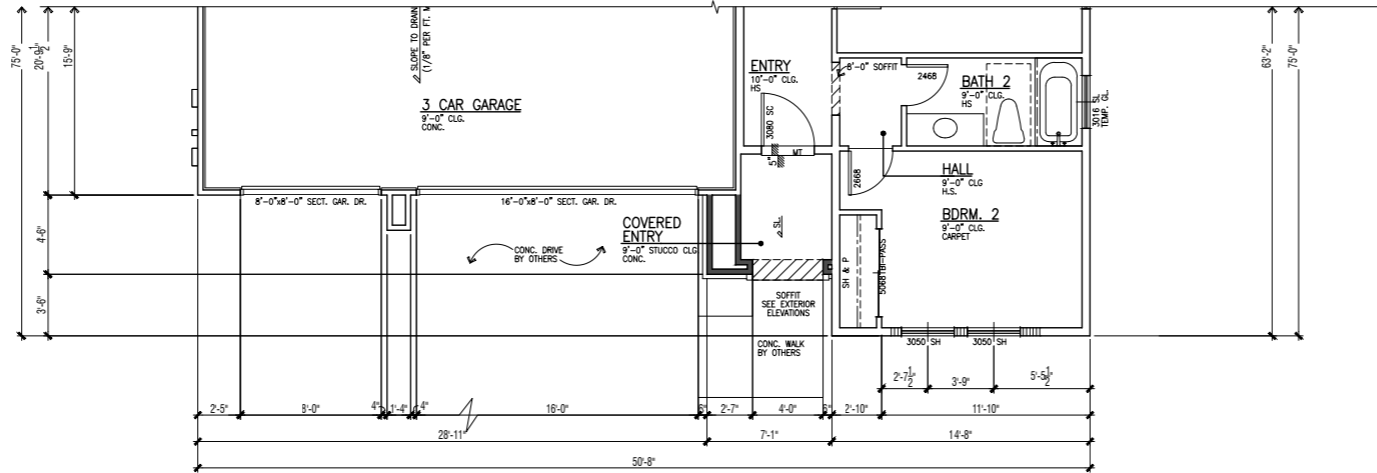 75'-0"
20'-9 1/2"
15'-9"
SLOPE TO DRAIN
(1/8" PER FT. M
3 CAR GARAGE
9'-0" CLG.
CONC.
ENTRY
10'-0" CLG.
HS
8'-0" SOFFIT
2468
BATH 2
9'-0" CLG.
HS
3016 SL
TEMP. GL.
63'-2"
75'-0"
3080 SC
MT
5"
2668
HALL
9'-0" CLG
H.S.
BDRM. 2
9'-0" CLG.
CARPET
8'-0"x8'-0" SECT. GAR. DR.
16'-0"x8'-0" SECT. GAR. DR.
4-6"
COVERED
ENTRY
9'-0" STUCCO CLG
CONC.
SL.
CONC. DRIVE
BY OTHERS
SH & P
5068 BI-PASS
3'-6"
SOFFIT
SEE EXTERIOR
ELEVATIONS
CONC. WALK
BY OTHERS
3050 SH
3050 SH
2'-7 1/2"
3'-9"
5'-5 1/2"
2'-5"
8'-0"
4"
1'-4"
4"
16'-0"
6"
2'-7"
4'-0"
6"
2'-10"
11'-10"
28'-11"
7'-1"
14'-8"
50'-8"